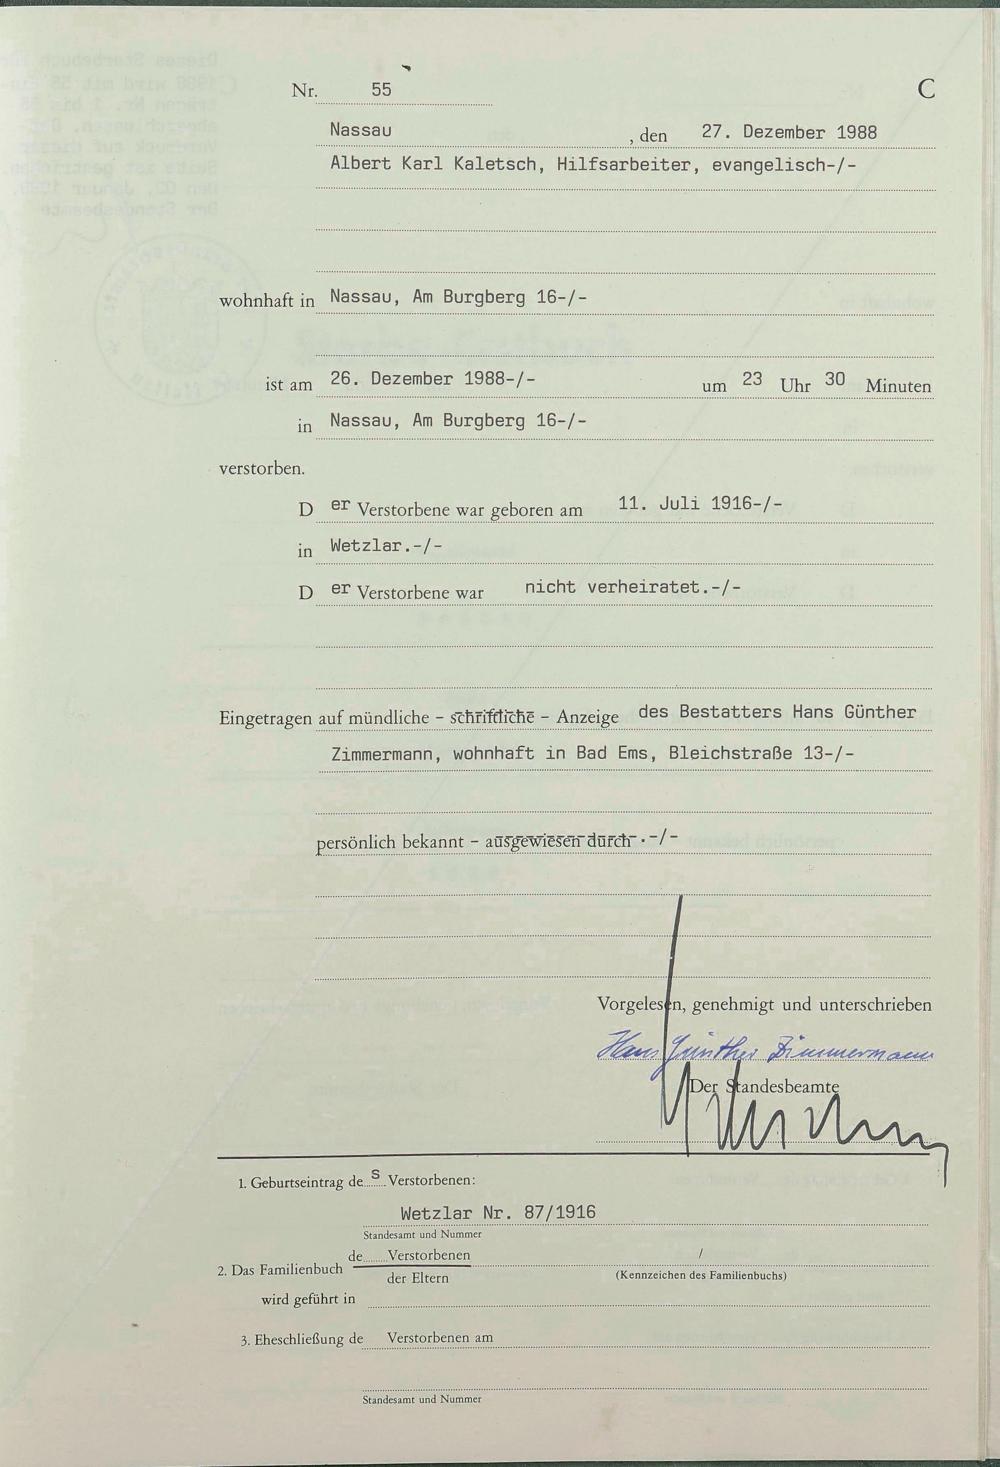 Nr. 55 C
Nassau , den 27. Dezember 1988
Albert Karl Kaletsch, Hilfsarbeiter, evangelisch-/-
wohnhaft in Nassau, Am Burgberg 16-/-
ist am 26. Dezember 1988-/- um 23 Uhr 30 Minuten
in Nassau, Am Burgberg 16-/-
verstorben.
D er Verstorbene war geboren am 11. Juli 1916-/-
in Wetzlar.-/-
D er Verstorbene war nicht verheiratet.-/-
Eingetragen auf mündliche - schriftliche - Anzeige des Bestatters Hans Günther
Zimmermann, wohnhaft in Bad Ems, Bleichstraße 13-/-
persönlich bekannt - ausgewiesen durch.-/-
Vorgelesen, genehmigt und unterschrieben
Hans Günther Zimmermann
Der Standesbeamte
1. Geburtseintrag des Verstorbenen:
Wetzlar Nr. 87/1916
Standesamt und Nummer
de Verstorbenen /
2. Das Familienbuch
der Eltern (Kennzeichen des Familienbuchs)
wird geführt in
3. Eheschließung de Verstorbenen am
Standesamt und Nummer